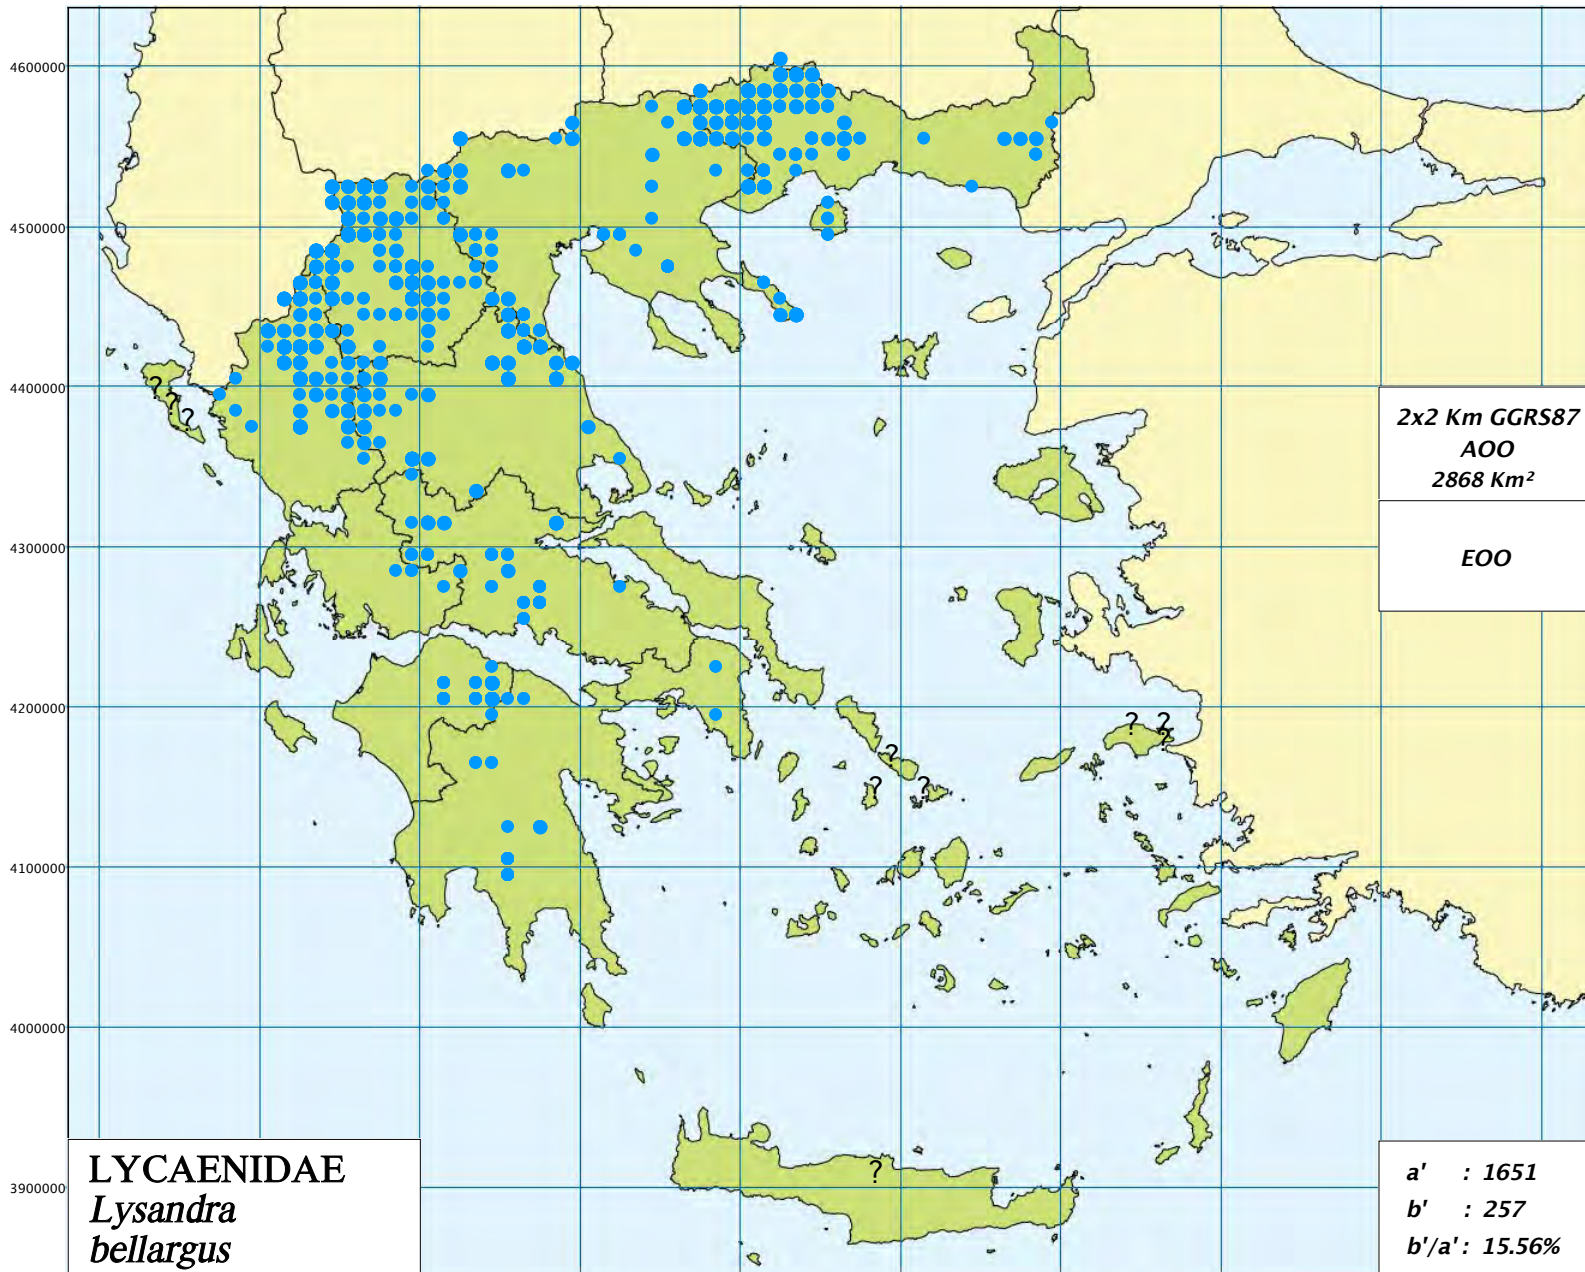 4600000
4500000
4400000
4300000
4200000
4100000
4000000
3900000
?
?
?
?
?
?
?
?
?
?
2x2 Km GGRS87
AOO
2868 Km²
EOO
LYCAENIDAE
Lysandra
bellargus
a' : 1651
b' : 257
b'/a' : 15.56%